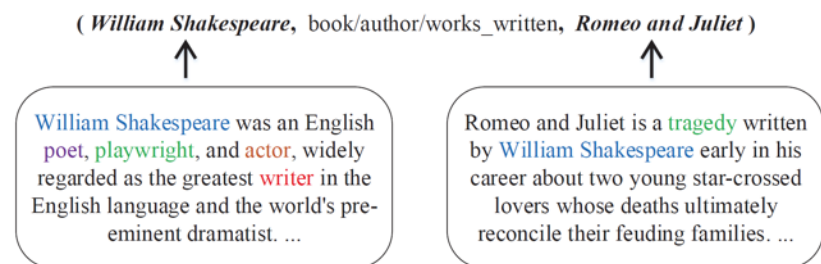 ( William Shakespeare, book/author/works_written, Romeo and Juliet )
William Shakespeare was an English
poet, playwright, and actor, widely
regarded as the greatest writer in the
English language and the world's pre-
eminent dramatist. ...
Romeo and Juliet is a tragedy written
by William Shakespeare early in his
career about two young star-crossed
lovers whose deaths ultimately
reconcile their feuding families. ...